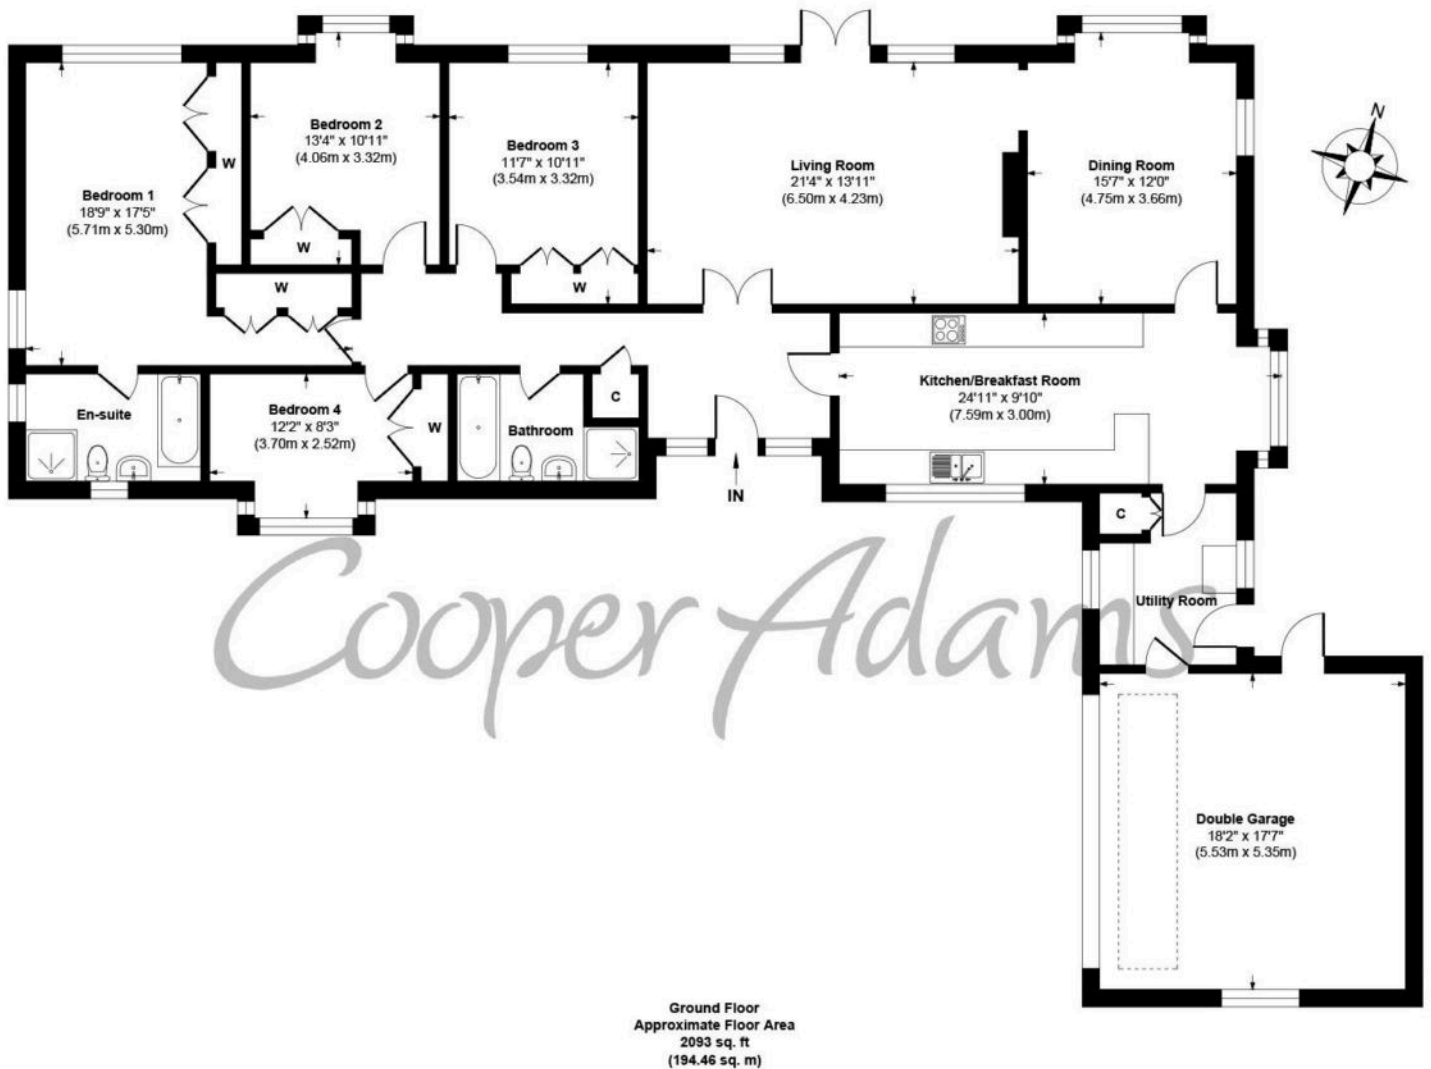 N
Bedroom 1
18'9" x 17'5"
(5.71m x 5.30m)
W
Bedroom 2
13'4" x 10'11"
(4.06m x 3.32m)
W
Bedroom 3
11'7" x 10'11"
(3.54m x 3.32m)
W
Living Room
21'4" x 13'11"
(6.50m x 4.23m)
Dining Room
15'7" x 12'0"
(4.75m x 3.66m)
W
En-suite
Bedroom 4
12'2" x 8'3"
(3.70m x 2.52m)
W
Bathroom
C
Kitchen/Breakfast Room
24'11" x 9'10"
(7.59m x 3.00m)
IN
C
Utility Room
Cooper Adams
Double Garage
18'2" x 17'7"
(5.53m x 5.35m)
Ground Floor
Approximate Floor Area
2093 sq. ft
(194.46 sq. m)